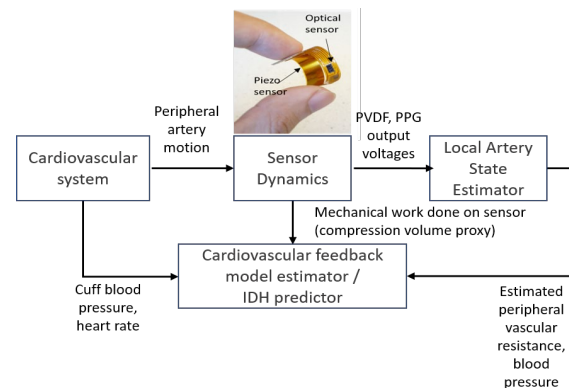 Optical
sensor
Piezo
sensor
Peripheral
artery
motion
PVDF, PPG
output
voltages
Cardiovascular
system
Sensor
Dynamics
Local Artery
State
Estimator
Mechanical work done on sensor
(compression volume proxy)
Cardiovascular feedback
model estimator /
IDH predictor
Cuff blood
pressure,
heart rate
Estimated
peripheral
vascular
resistance,
blood
pressure